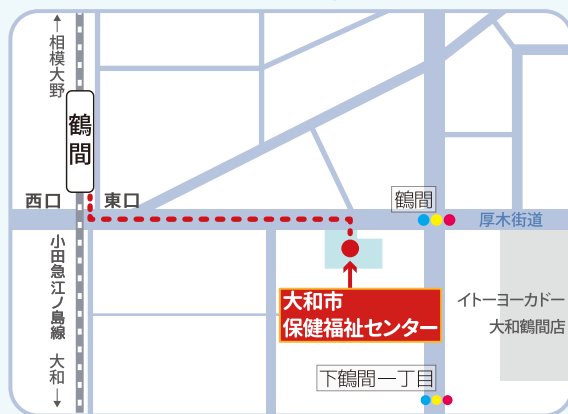 ←相模大野
鶴間
西口
東口
鶴間
厚木街道
小田急江ノ島線
大和→
大和市
保健福祉センター
イトーヨーカドー
大和鶴間店
下鶴間一丁目